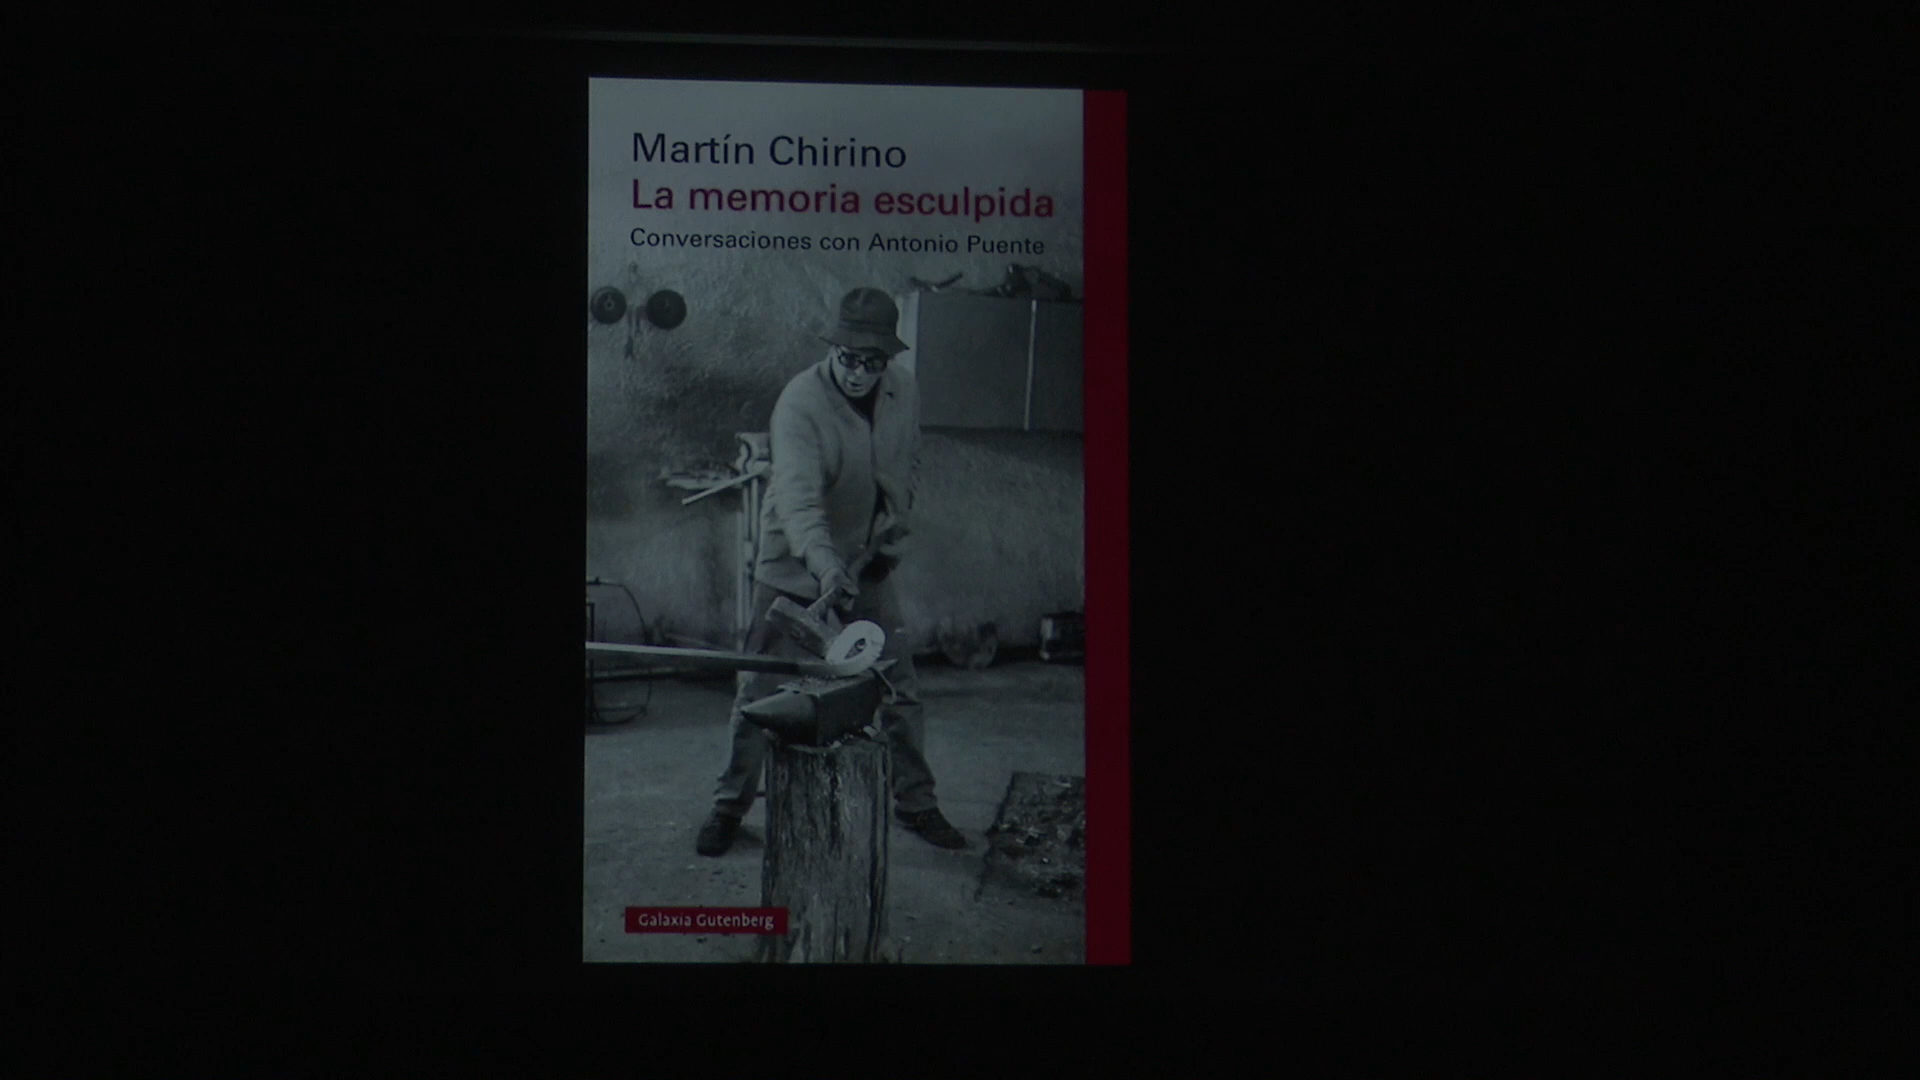 Martín Chirino
La memoria esculpida
Conversaciones con Antonio Puente
Galaxia Gutenberg